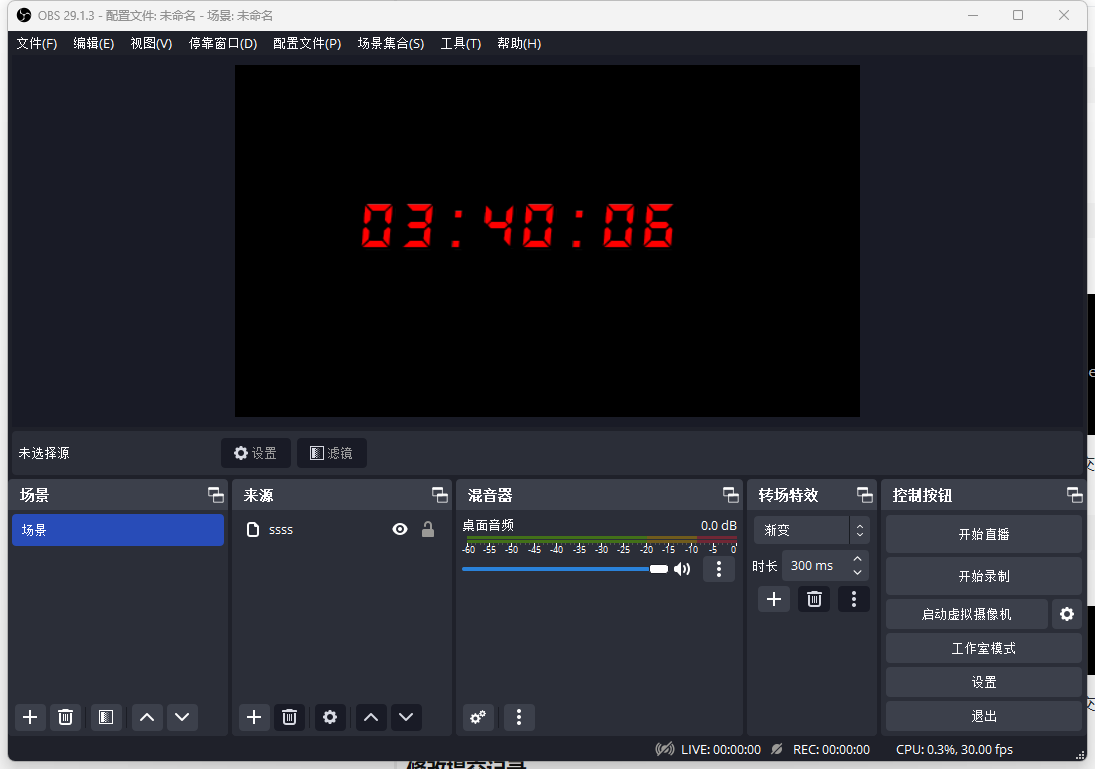 OBS 29.1.3 - 配置文件: 未命名 - 场景: 未命名
文件(F) 编辑(E) 视图(V) 停靠窗口(D) 配置文件(P) 场景集合(S) 工具(T) 帮助(H)
03:40:06
未选择源 设置 滤镜
场景 来源 混音器 转场特效 控制按钮
场景
ssss
桌面音频 0.0 dB
-60 -55 -50 -45 -40 -35 -30 -25 -20 -15 -10 -5 0
渐变
时长 300 ms
开始直播
开始录制
启动虚拟摄像机
工作室模式
设置
退出
LIVE: 00:00:00 REC: 00:00:00 CPU: 0.3%, 30.00 fps